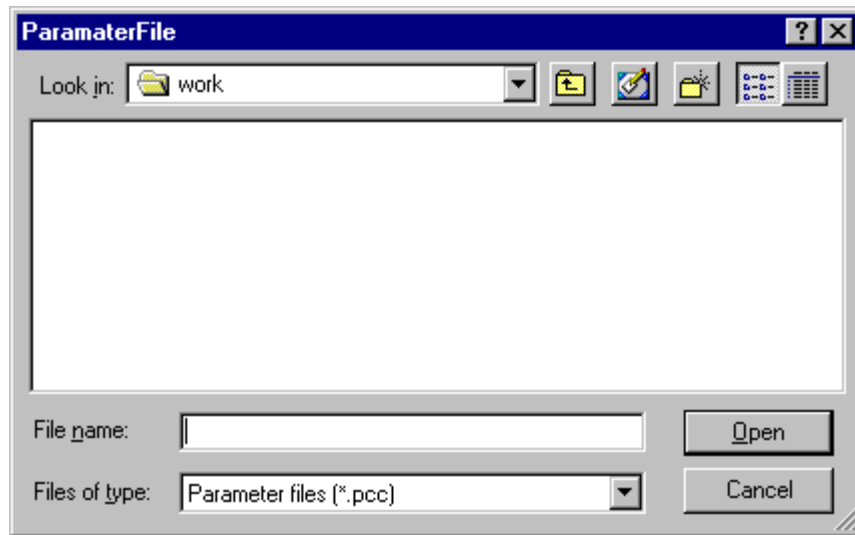 ParamaterFile
Look in: work
File name:
Open
Files of type: Parameter files (*.pcc)
Cancel